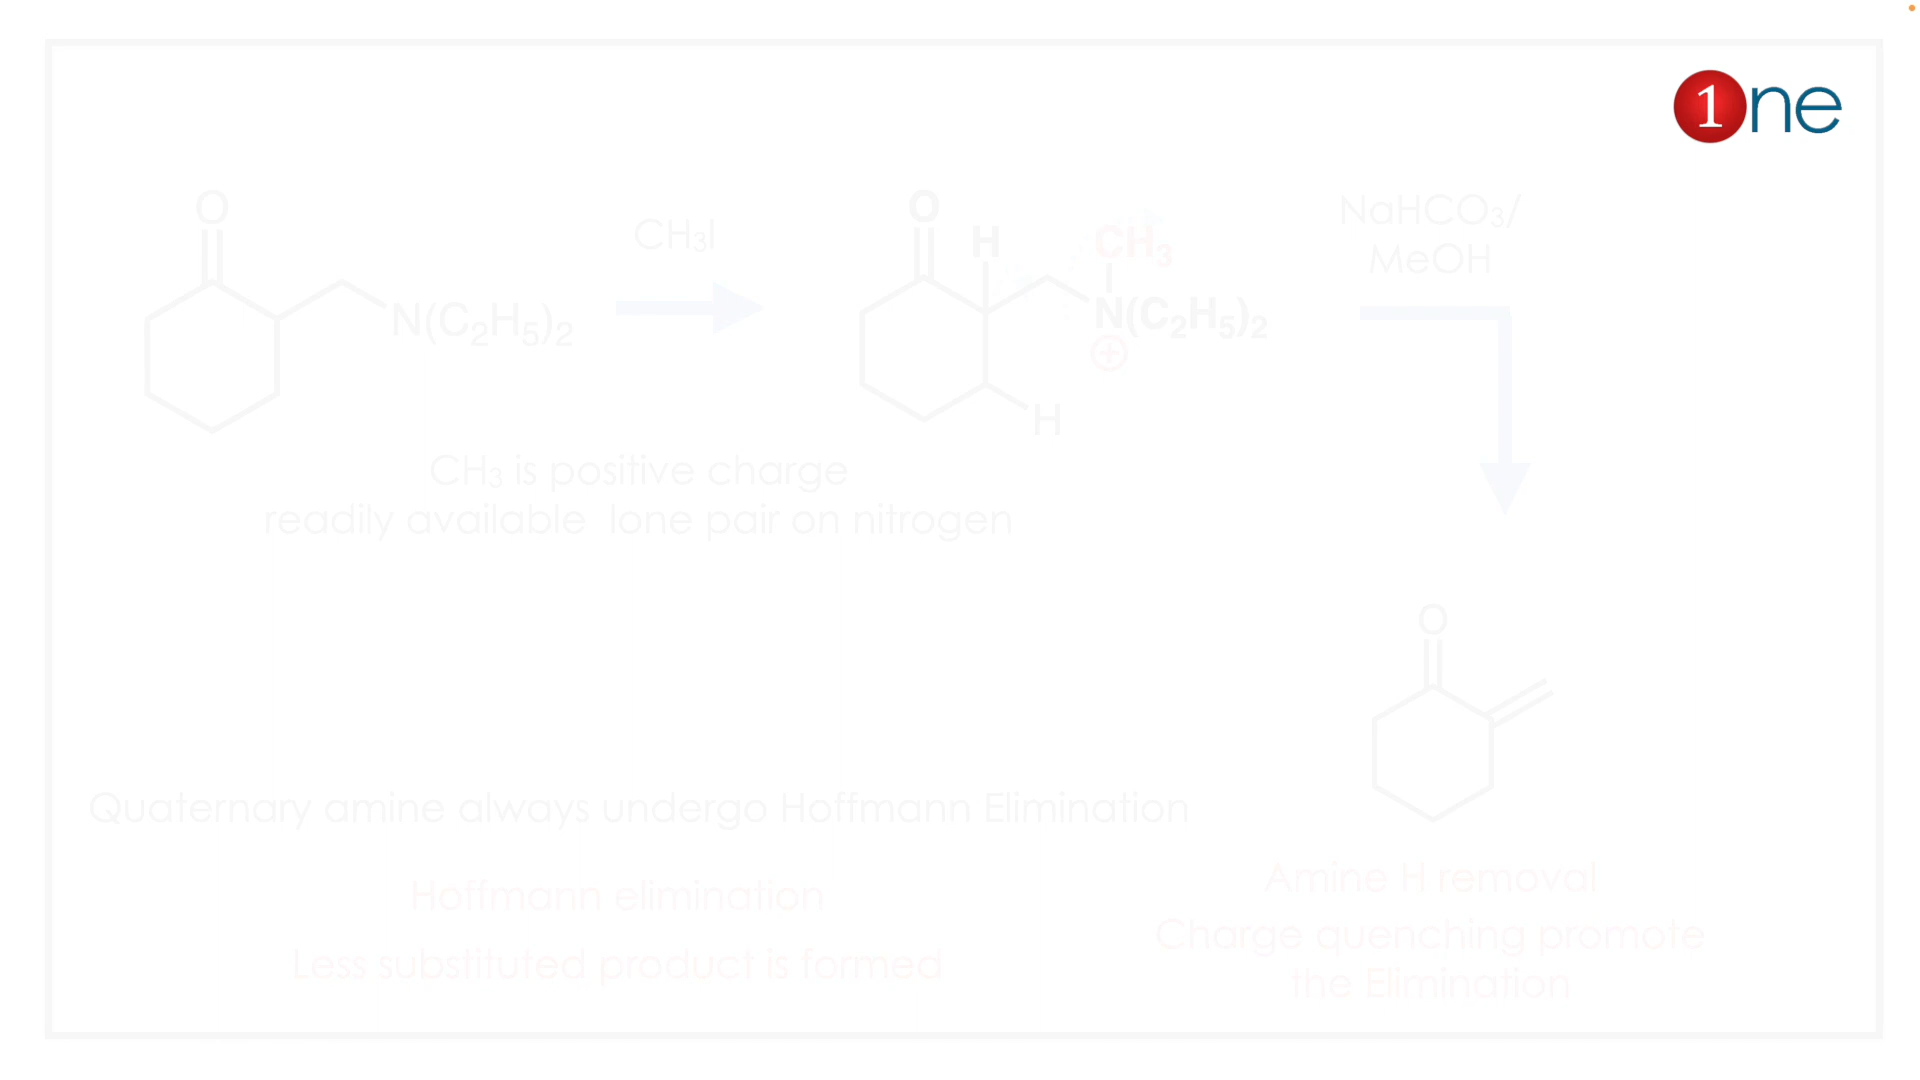 1ne
O
CH3I
N(C2H5)2
O
H
CH3
N(C2H5)2
+
H
NaHCO3/
MeOH
CH3 is positive charge
readily available lone pair on nitrogen
O
Quaternary amine always undergo Hoffmann Elimination
Hoffmann elimination
Less substituted product is formed
Amine H removal
Charge quenching promote
the Elimination